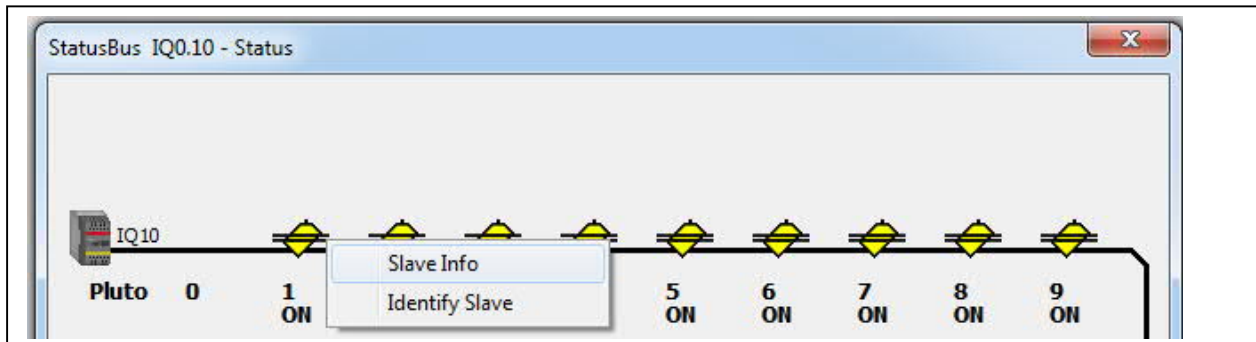 StatusBus IQ0.10 - Status
IQ10
Slave Info
Identify Slave
Pluto 0 1 5 6 7 8 9
ON ON ON ON ON ON